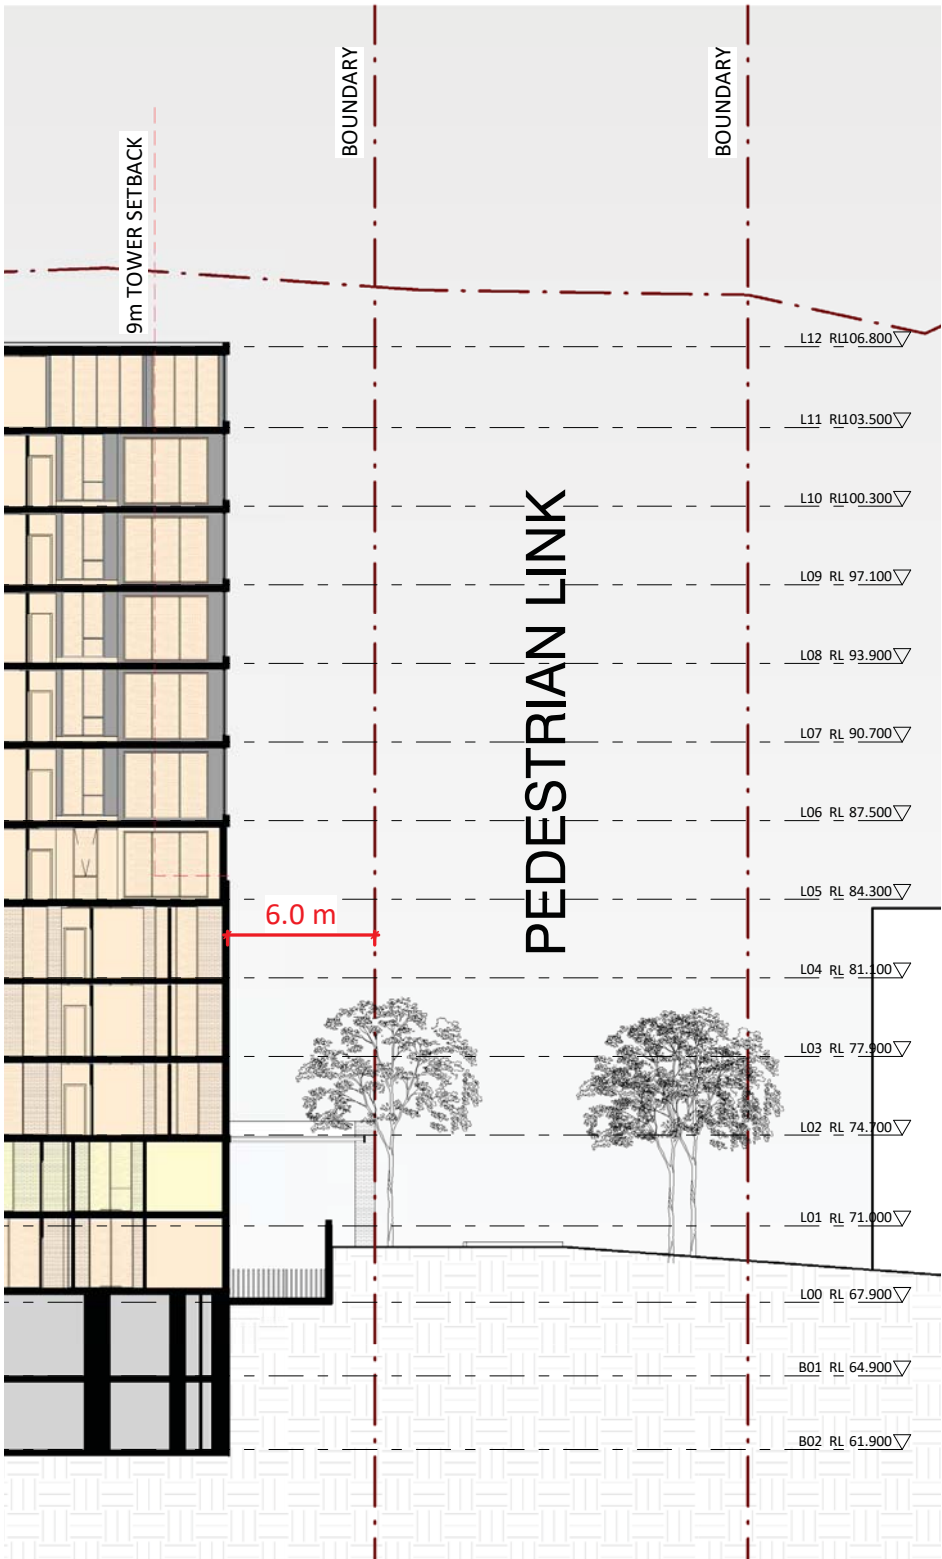 BOUNDARY
BOUNDARY
9m TOWER SETBACK
L12 RL106.800
L11 RL103.500
L10 RL100.300
L09 RL 97.100
L08 RL 93.900
L07 RL 90.700
L06 RL 87.500
L05 RL 84.300
6.0 m
PEDESTRIAN LINK
L04 RL 81.100
L03 RL 77.900
L02 RL 74.700
L01 RL 71.000
L00 RL 67.900
B01 RL 64.900
B02 RL 61.900